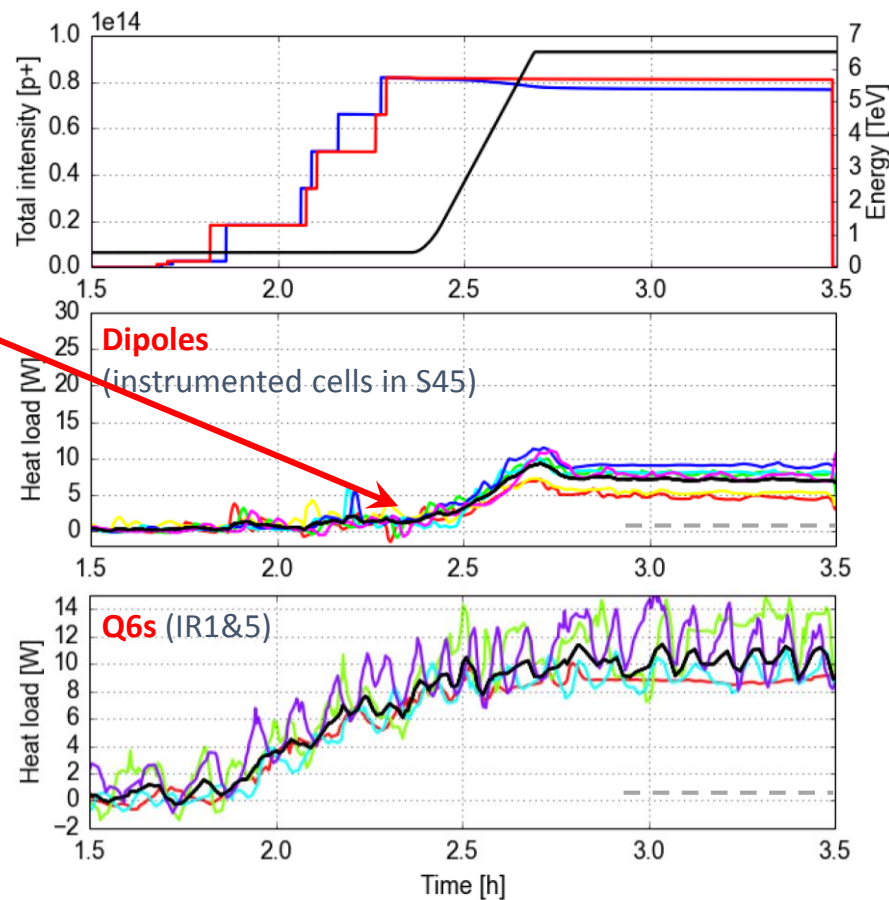 1e14
1.0
0.8
0.6
0.4
0.2
0.0
Total intensity [p+]
7
6
5
4
3
2
1
0
Energy [TeV]
1.5 2.0 2.5 3.0 3.5
30
25
20
15
10
5
0
Heat load [W]
Dipoles
(instrumented cells in S45)
1.5 2.0 2.5 3.0 3.5
14
12
10
8
6
4
2
0
−2
Heat load [W]
Q6s (IR1&5)
1.5 2.0 2.5 3.0 3.5
Time [h]